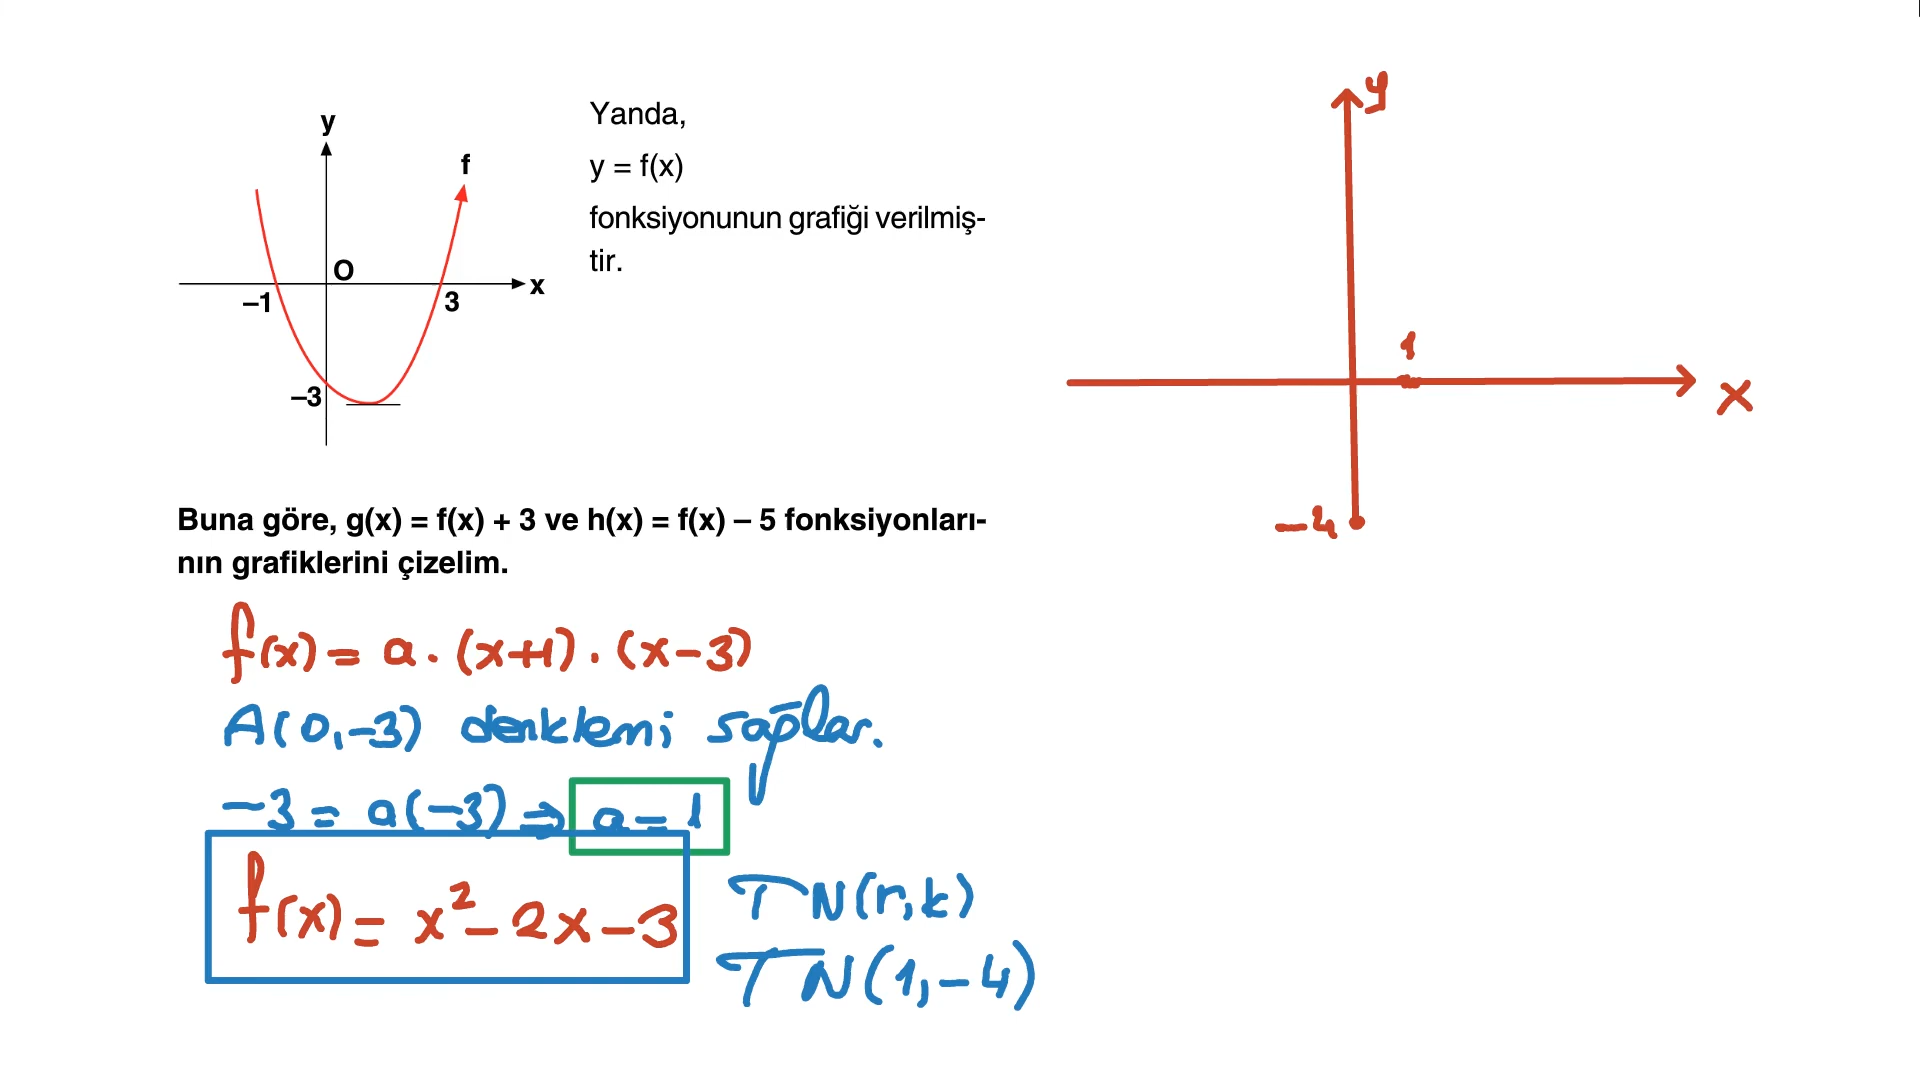 y
f
O
x
–1
3
–3
Yanda,
y = f(x)
fonksiyonunun grafiği verilmiş-
tir.
y
1
x
–4
Buna göre, g(x) = f(x) + 3 ve h(x) = f(x) – 5 fonksiyonları-
nın grafiklerini çizelim.
f(x) = a . (x+1) . (x–3)
A(0,–3) denklemi sağlar.
–3 = a(–3) ⇒ a = 1
f(x) = x² – 2x – 3
TN(r,k)
TN(1,–4)